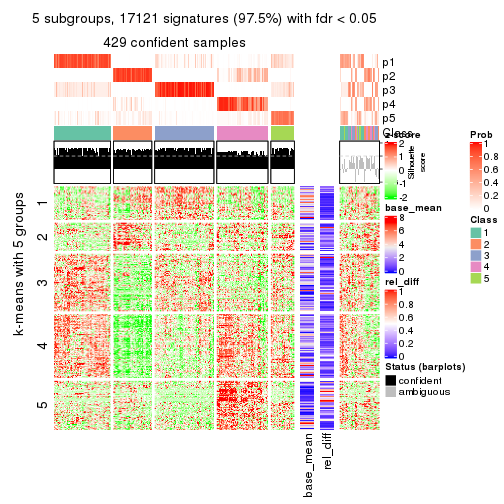 5 subgroups, 17121 signatures (97.5%) with fdr < 0.05
429 confident samples
p1
p2
p3
p4
p5
Class
Silhouette score
k-means with 5 groups
1
2
3
4
5
base_mean
rel_diff
z-score
2
1
0
-1
-2
base_mean
8
6
4
2
0
rel_diff
1
0.8
0.6
0.4
0.2
0
Status (barplots)
confident
ambiguous
Prob
1
0.8
0.6
0.4
0.2
0
Class
1
2
3
4
5